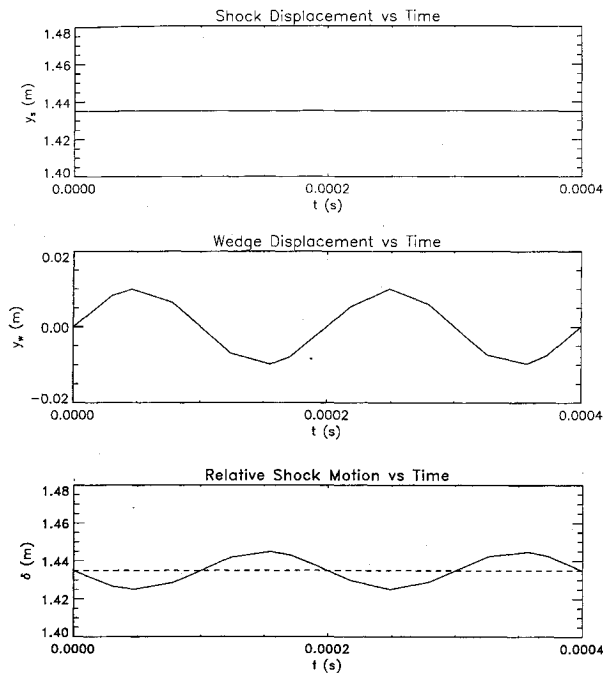 Shock Displacement vs Time
1.48
1.46
1.44
1.42
1.40
y_s (m)
0.0000
0.0002
0.0004
t (s)
Wedge Displacement vs Time
0.02
0.00
-0.02
y_w (m)
0.0000
0.0002
0.0004
t (s)
Relative Shock Motion vs Time
1.48
1.46
1.44
1.42
1.40
δ (m)
0.0000
0.0002
0.0004
t (s)